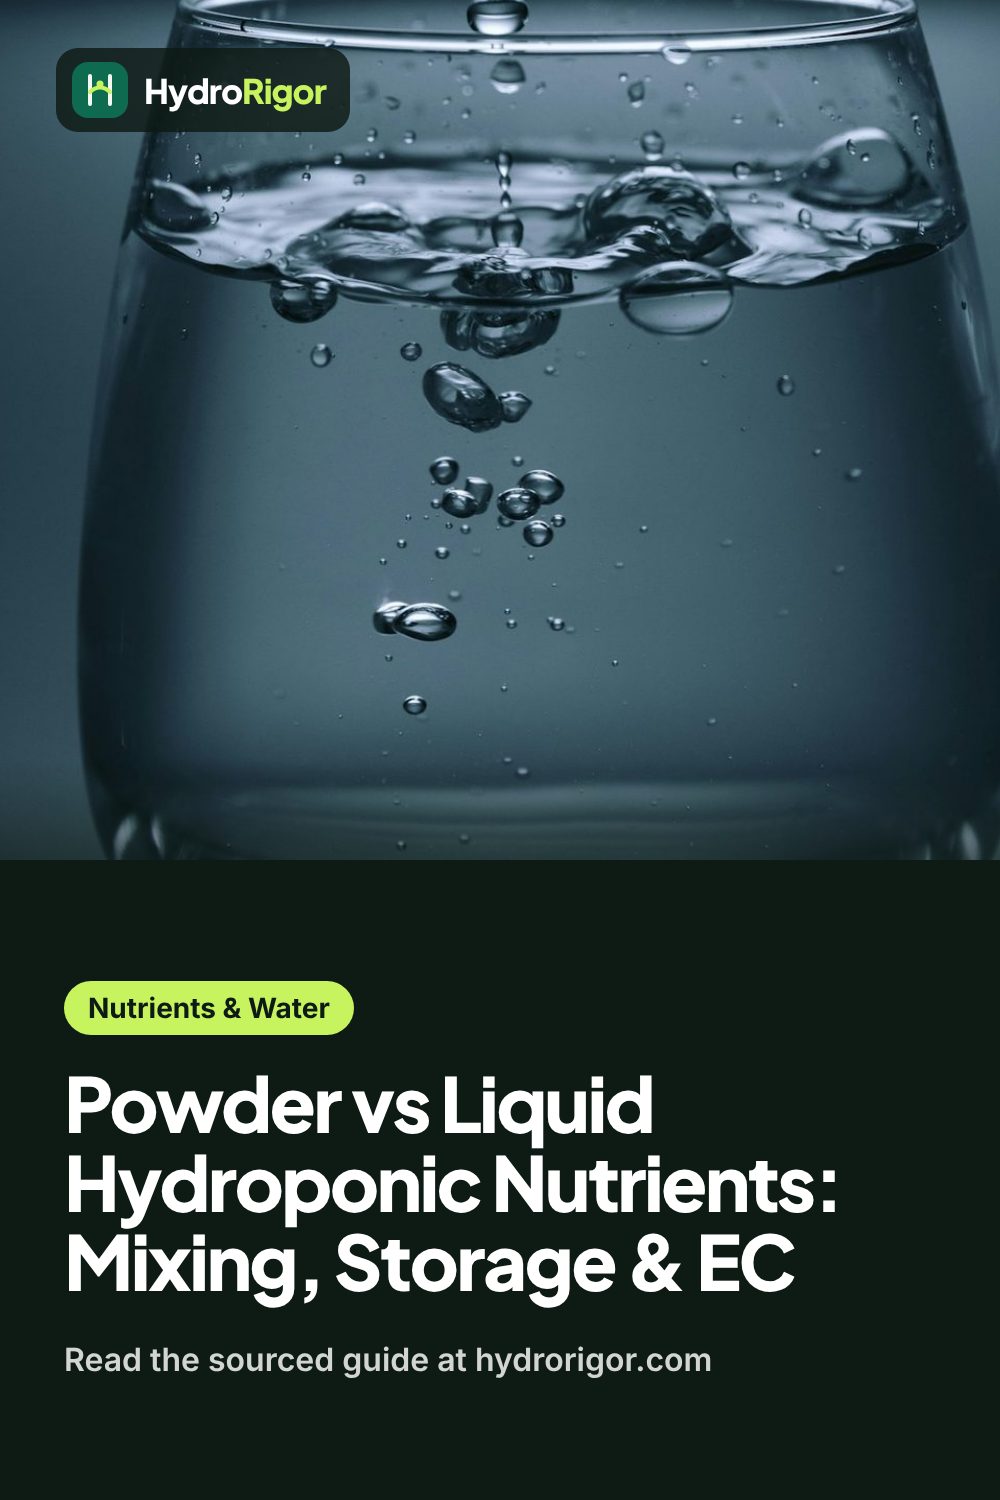 HydroRigor
Nutrients & Water
Powder vs Liquid
Hydroponic Nutrients:
Mixing, Storage & EC
Read the sourced guide at hydrorigor.com